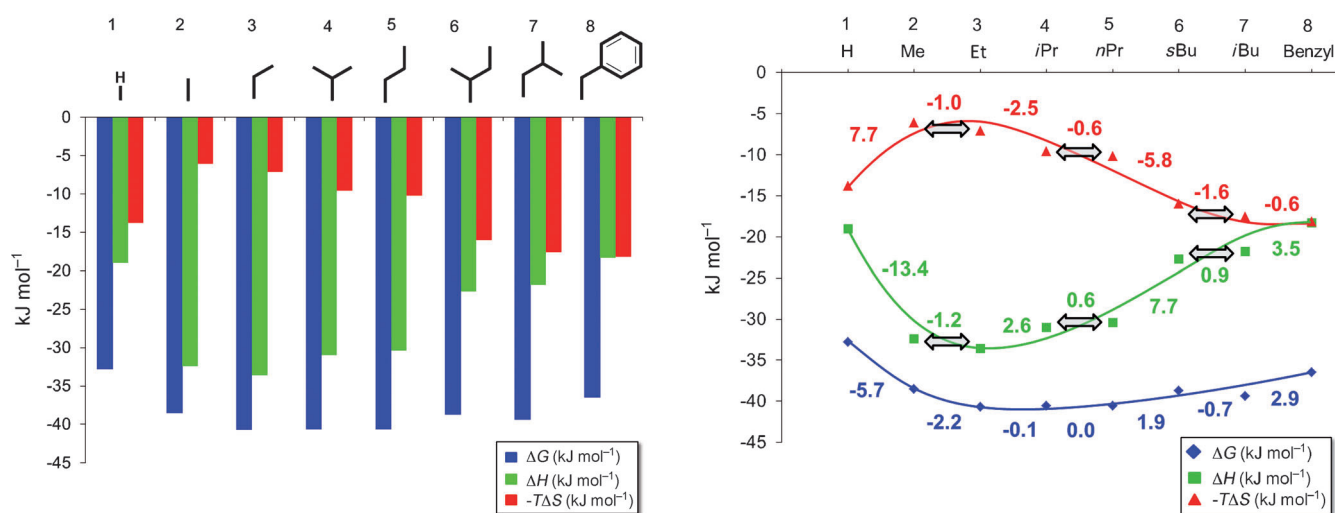 1 2 3 4 5 6 7 8
H
0
-5
-10
-15
-20
-25
-30
-35
-40
-45
kJ mol⁻¹
ΔG (kJ mol⁻¹)
ΔH (kJ mol⁻¹)
-TΔS (kJ mol⁻¹)
1 2 3 4 5 6 7 8
H Me Et iPr nPr sBu iBu Benzyl
0
-5
-10
-15
-20
-25
-30
-35
-40
-45
kJ mol⁻¹
7.7 -1.0 -2.5 -0.6 -5.8 -1.6 -0.6
-13.4 -1.2 2.6 0.6 7.7 0.9 3.5
-5.7 -2.2 -0.1 0.0 1.9 -0.7 2.9
ΔG (kJ mol⁻¹)
ΔH (kJ mol⁻¹)
-TΔS (kJ mol⁻¹)